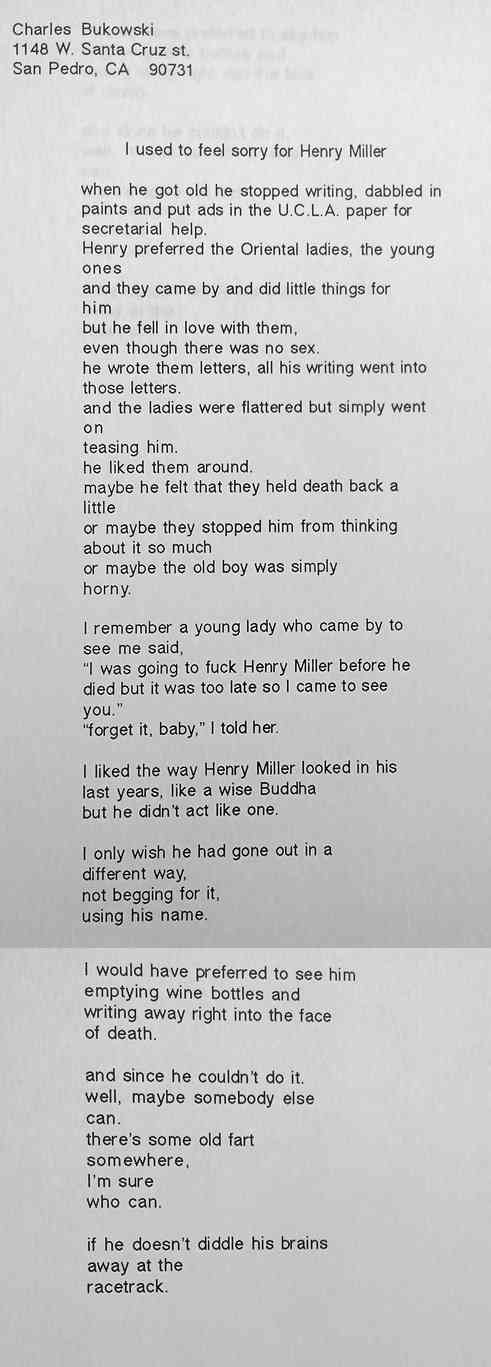 Charles Bukowski
1148 W. Santa Cruz st.
San Pedro, CA 90731
I used to feel sorry for Henry Miller
when he got old he stopped writing, dabbled in
paints and put ads in the U.C.L.A. paper for
secretarial help.
Henry preferred the Oriental ladies, the young
ones
and they came by and did little things for
him
but he fell in love with them,
even though there was no sex.
he wrote them letters, all his writing went into
those letters.
and the ladies were flattered but simply went
on
teasing him.
he liked them around.
maybe he felt that they held death back a
little
or maybe they stopped him from thinking
about it so much
or maybe the old boy was simply
horny.
I remember a young lady who came by to
see me said,
“I was going to fuck Henry Miller before he
died but it was too late so I came to see
you.”
“forget it, baby,” I told her.
I liked the way Henry Miller looked in his
last years, like a wise Buddha
but he didn't act like one.
I only wish he had gone out in a
different way,
not begging for it,
using his name.
I would have preferred to see him
emptying wine bottles and
writing away right into the face
of death.
and since he couldn't do it.
well, maybe somebody else
can.
there's some old fart
somewhere,
I'm sure
who can.
if he doesn't diddle his brains
away at the
racetrack.